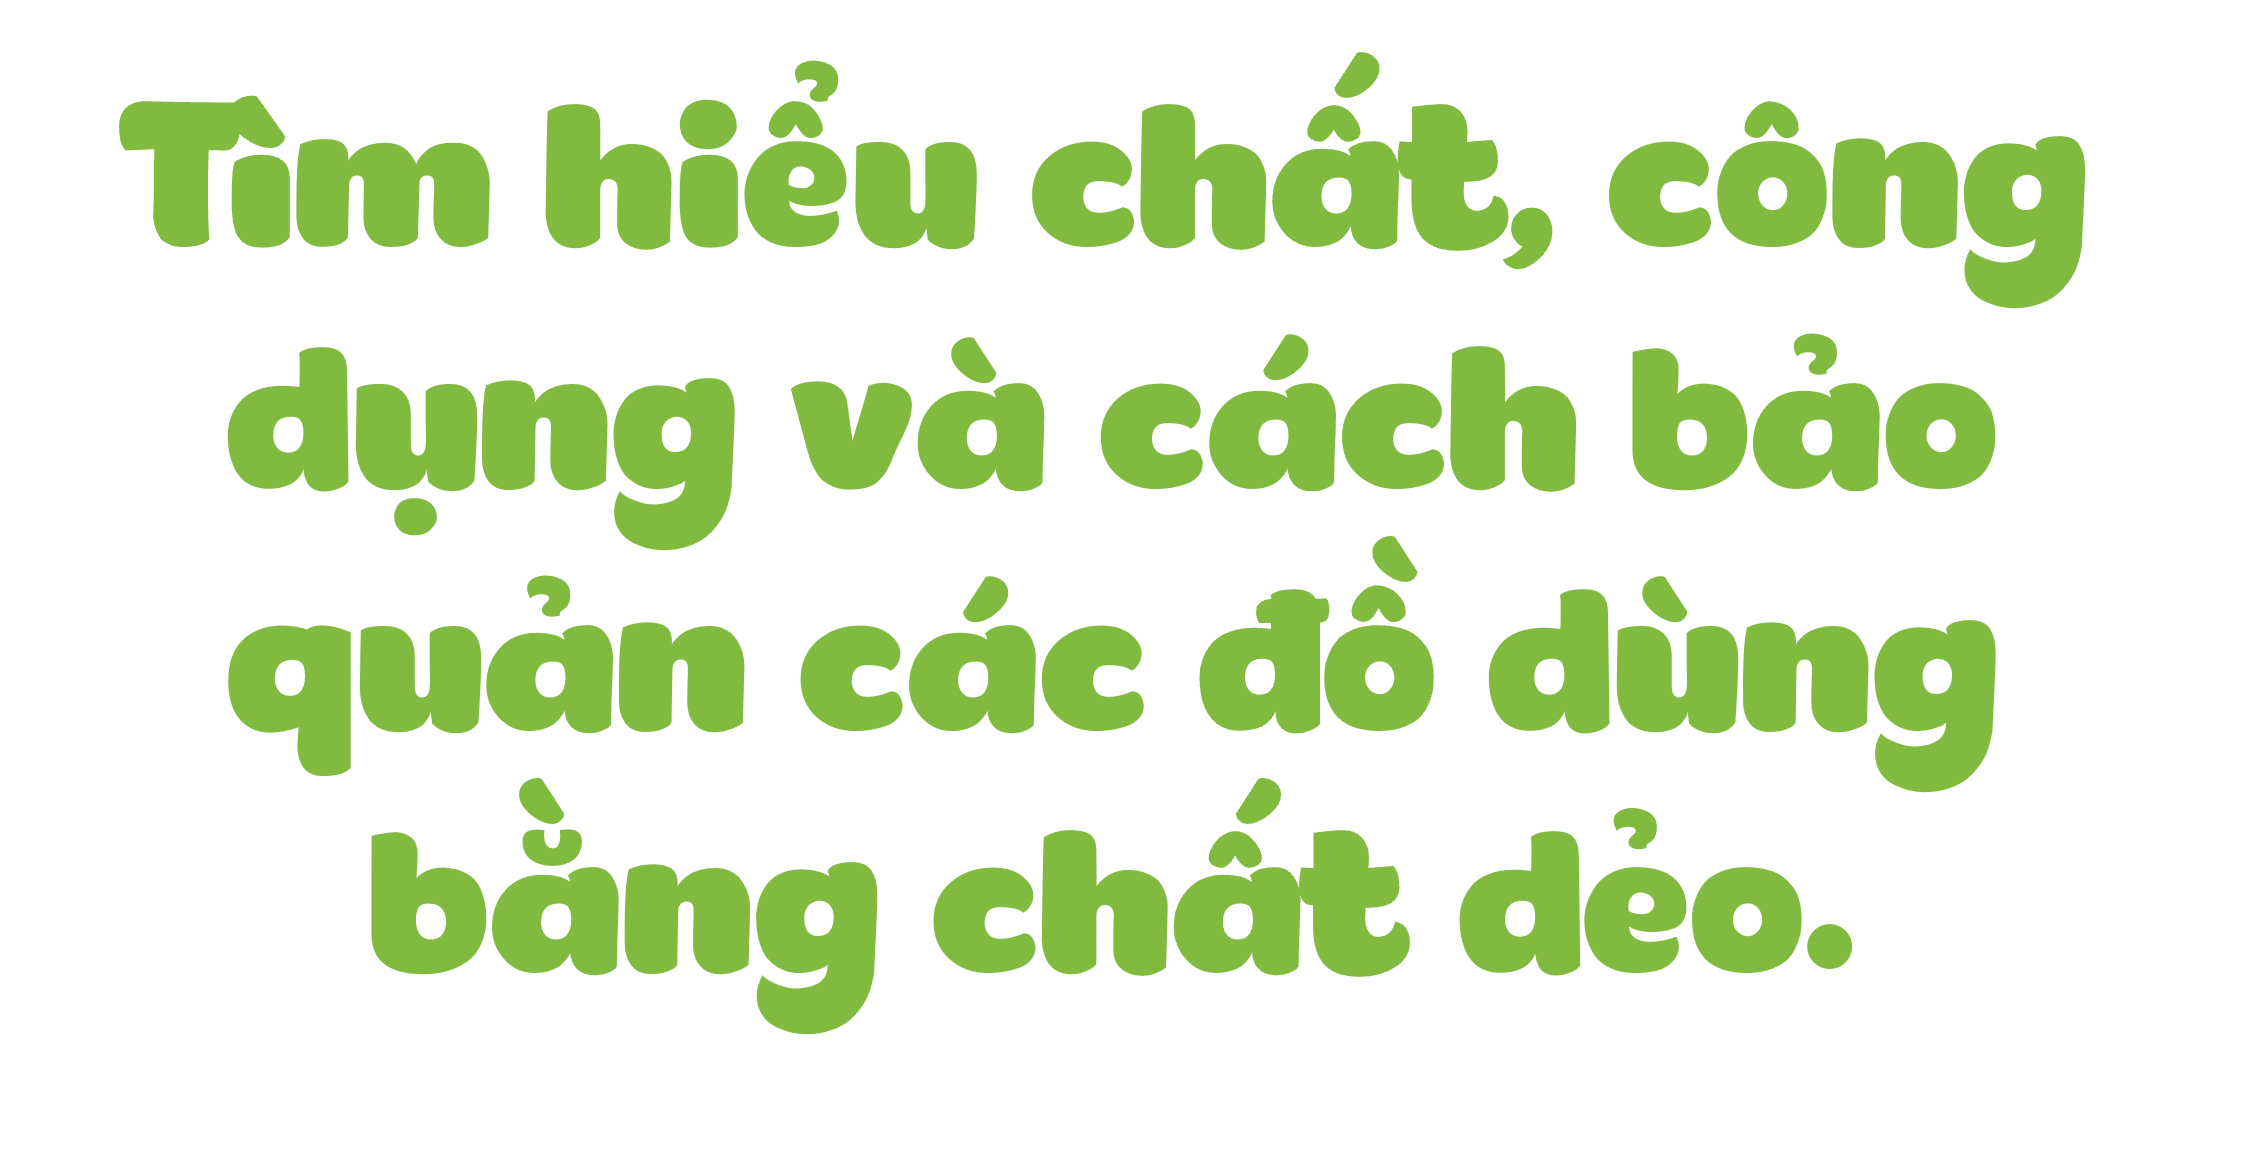 Tìm hiểu chất, công
dụng và cách bảo
quản các đồ dùng
bằng chất dẻo.